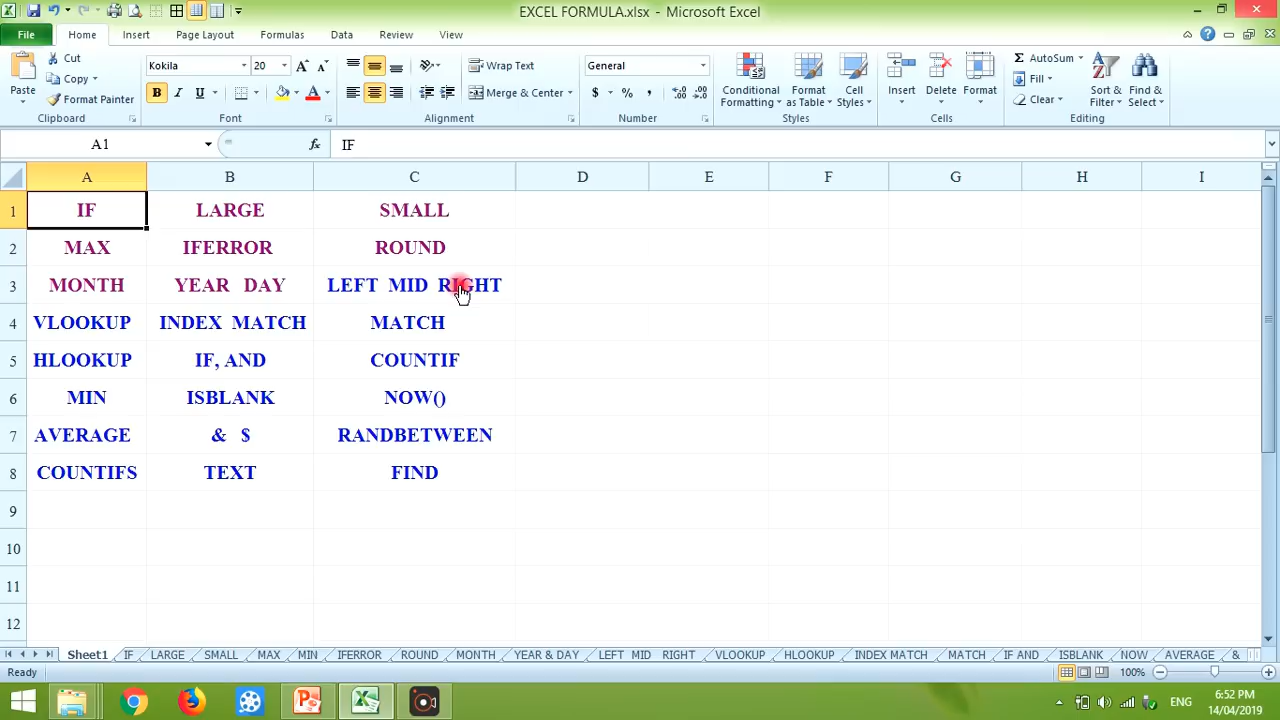 EXCEL FORMULA.xlsx - Microsoft Excel
File Home Insert Page Layout Formulas Data Review View
Cut
Copy
Format Painter
Paste
Clipboard
Kokila 20
B I U
Font
Wrap Text
Merge & Center
Alignment
General
$ % ,
Number
Conditional Formatting
Format as Table
Cell Styles
Styles
Insert Delete Format
Cells
AutoSum
Fill
Clear
Sort & Filter
Find & Select
Editing
A1 fx IF
A B C D E F G H I
1 IF LARGE SMALL
2 MAX IFERROR ROUND
3 MONTH YEAR DAY LEFT MID RIGHT
4 VLOOKUP INDEX MATCH MATCH
5 HLOOKUP IF, AND COUNTIF
6 MIN ISBLANK NOW()
7 AVERAGE & $ RANDBETWEEN
8 COUNTIFS TEXT FIND
9
10
11
12
Sheet1 IF LARGE SMALL MAX MIN IFERROR ROUND MONTH YEAR & DAY LEFT MID RIGHT VLOOKUP HLOOKUP INDEX MATCH MATCH IF AND ISBLANK NOW AVERAGE &
Ready 100%
ENG 6:52 PM
14/04/2019